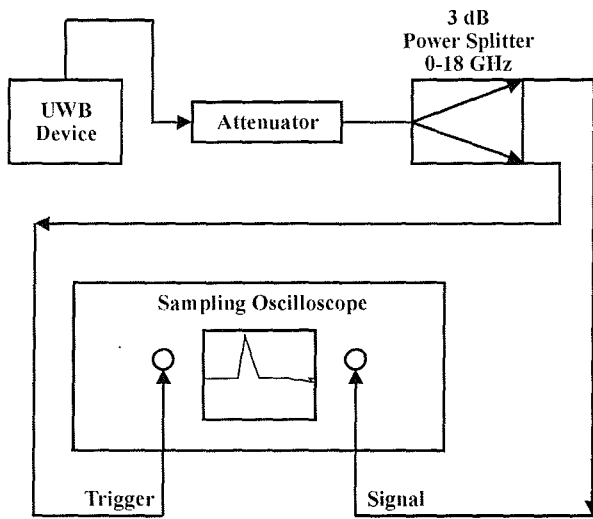 3 dB
Power Splitter
0-18 GHz
UWB
Device
Attenuator
Sampling Oscilloscope
Trigger
Signal